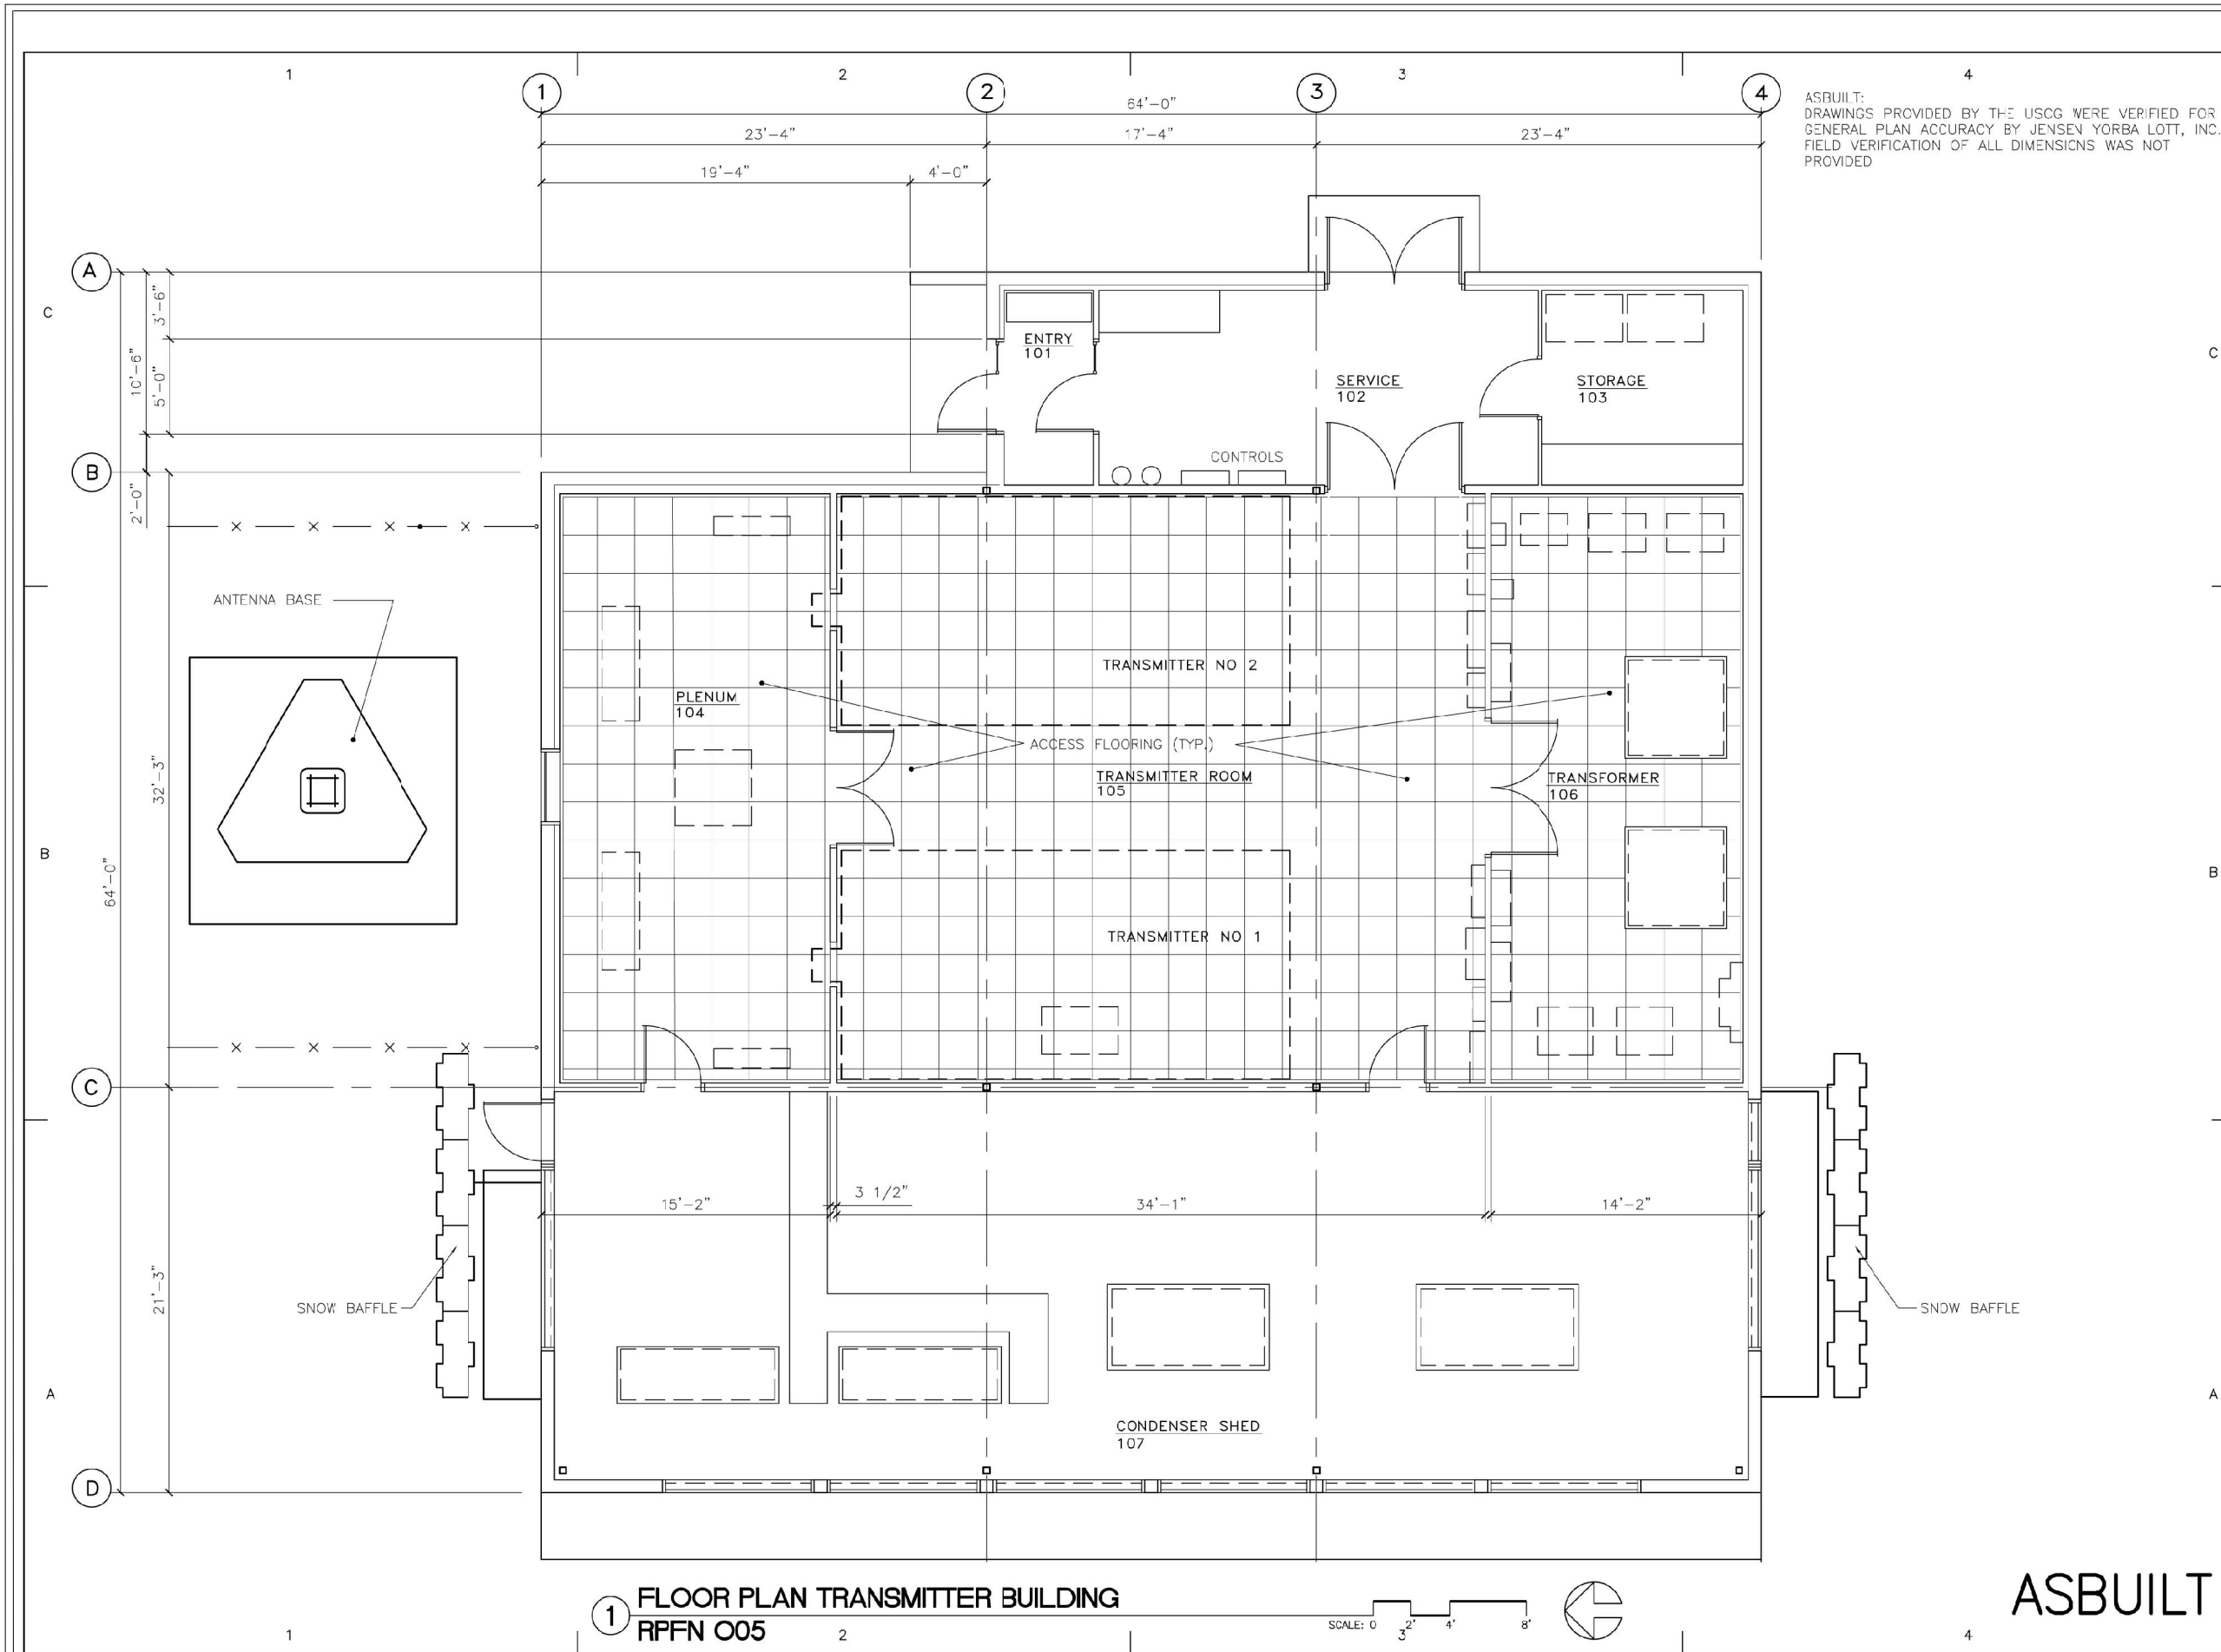 1
2
3
4
1
2
3
4
64'-0"
23'-4"
17'-4"
23'-4"
19'-4"
4'-0"
ASBUILT:
DRAWINGS PROVIDED BY THE USCG WERE VERIFIED FOR
GENERAL PLAN ACCURACY BY JENSEN YORBA LOTT, INC.
FIELD VERIFICATION OF ALL DIMENSIONS WAS NOT
PROVIDED
A
C
C
3'-6"
10'-6"
5'-0"
ENTRY
101
SERVICE
102
STORAGE
103
CONTROLS
B
2'-0"
ANTENNA BASE
TRANSMITTER NO 2
PLENUM
104
ACCESS FLOORING (TYP.)
TRANSMITTER ROOM
105
TRANSFORMER
106
32'-3"
B
B
64'-0"
TRANSMITTER NO 1
C
15'-2"
3 1/2"
34'-1"
14'-2"
21'-3"
SNOW BAFFLE
SNOW BAFFLE
A
A
CONDENSER SHED
107
D
1
FLOOR PLAN TRANSMITTER BUILDING
RPFN 005
SCALE: 0 2' 4' 8'
ASBUILT
1
2
3
4